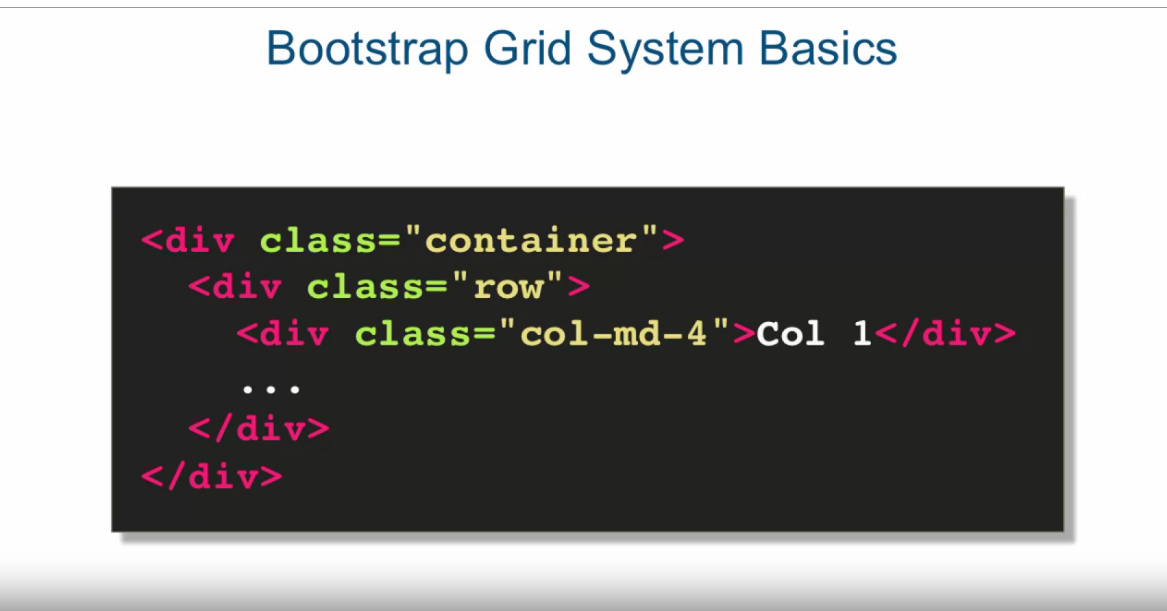 Bootstrap Grid System Basics
<div class="container">
<div class="row">
<div class="col-md-4">Col 1</div>
...
</div>
</div>